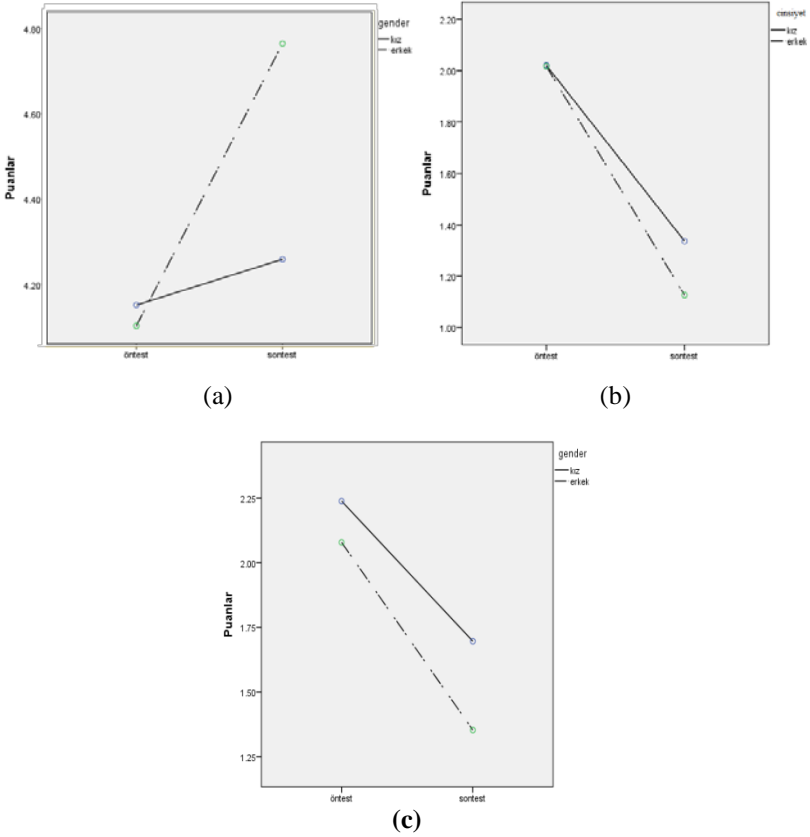 gender
kız
erkek
4.80
4.60
4.40
4.20
Puanlar
öntest
sontest
(a)
cinsiyet
kız
erkek
2.20
2.00
1.80
1.60
1.40
1.20
1.00
Puanlar
öntest
sontest
(b)
gender
kız
erkek
2.25
2.00
1.75
1.50
1.25
Puanlar
öntest
sontest
(c)